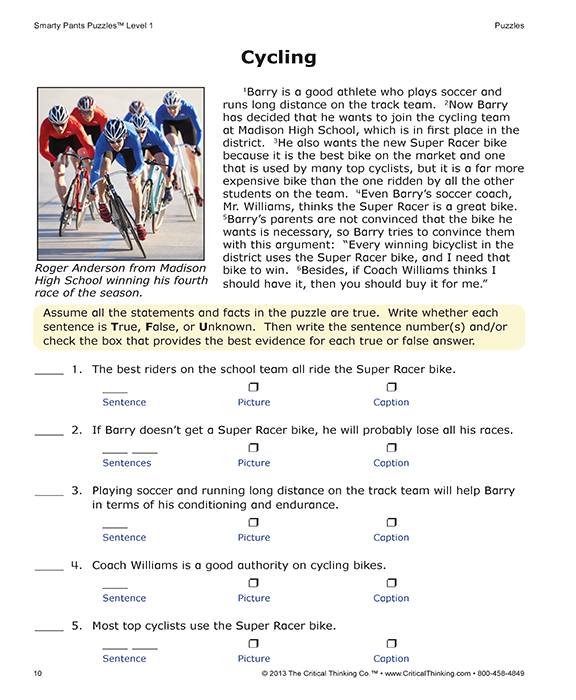 Smarty Pants Puzzles™ Level 1
Puzzles
Cycling
¹Barry is a good athlete who plays soccer and
runs long distance on the track team. ²Now Barry
has decided that he wants to join the cycling team
at Madison High School, which is in first place in the
district. ³He also wants the new Super Racer bike
because it is the best bike on the market and one
that is used by many top cyclists, but it is a far more
expensive bike than the one ridden by all the other
students on the team. ⁴Even Barry's soccer coach,
Mr. Williams, thinks the Super Racer is a great bike.
⁵Barry's parents are not convinced that the bike he
wants is necessary, so Barry tries to convince them
with this argument: "Every winning bicyclist in the
district uses the Super Racer bike, and I need that
bike to win. ⁶Besides, if Coach Williams thinks I
should have it, then you should buy it for me."
Roger Anderson from Madison
High School winning his fourth
race of the season.
Assume all the statements and facts in the puzzle are true. Write whether each
sentence is True, False, or Unknown. Then write the sentence number(s) and/or
check the box that provides the best evidence for each true or false answer.
____ 1. The best riders on the school team all ride the Super Racer bike.
____ ❒ ❒
Sentence Picture Caption
____ 2. If Barry doesn't get a Super Racer bike, he will probably lose all his races.
____ ____ ❒ ❒
Sentences Picture Caption
____ 3. Playing soccer and running long distance on the track team will help Barry
in terms of his conditioning and endurance.
____ ❒ ❒
Sentence Picture Caption
____ 4. Coach Williams is a good authority on cycling bikes.
____ ❒ ❒
Sentence Picture Caption
____ 5. Most top cyclists use the Super Racer bike.
____ ____ ❒ ❒
Sentence Picture Caption
10
© 2013 The Critical Thinking Co.™ • www.CriticalThinking.com • 800-458-4849